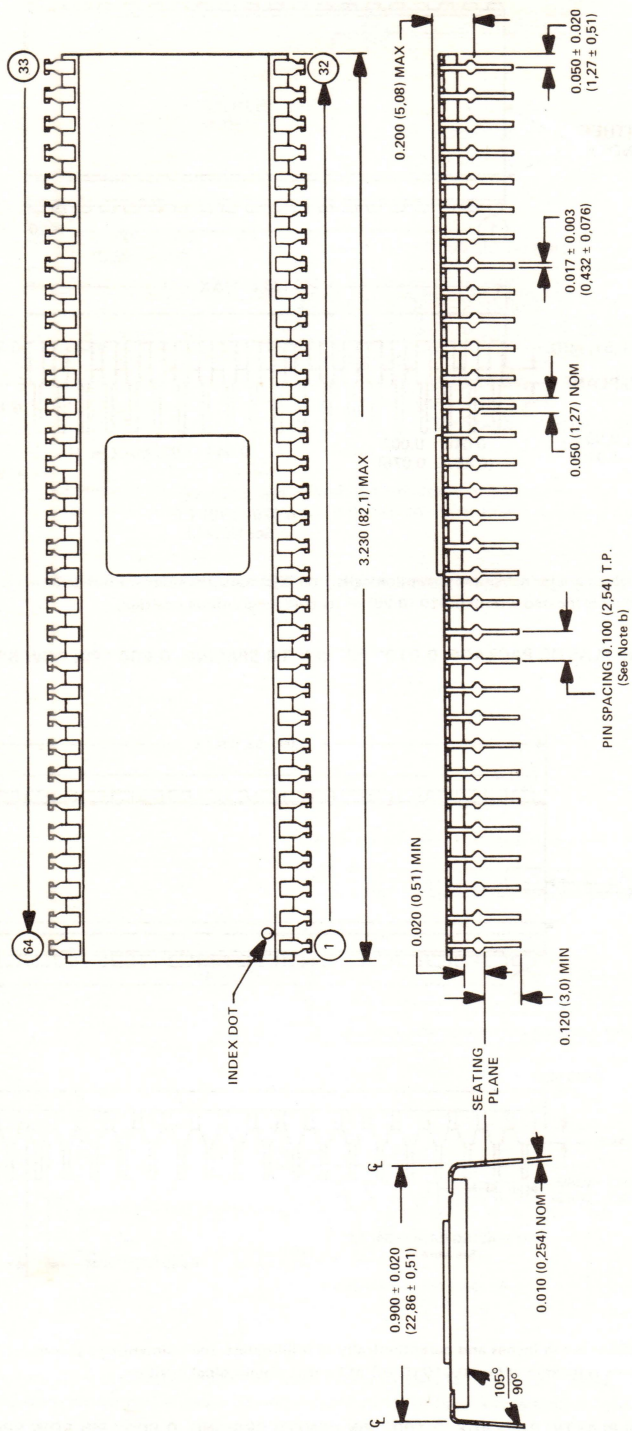 33
64
32
1
INDEX DOT
3.230 (82,1) MAX
0.200 (5,08) MAX
0.050 ± 0.020
(1,27 ± 0,51)
0.017 ± 0.003
(0,432 ± 0,076)
0.050 (1,27) NOM
PIN SPACING 0.100 (2,54) T.P.
(See Note b)
0.020 (0,51) MIN
0.120 (3,0) MIN
SEATING
PLANE
℄
℄
0.900 ± 0.020
(22,86 ± 0,51)
0.010 (0,254) NOM
105°
90°